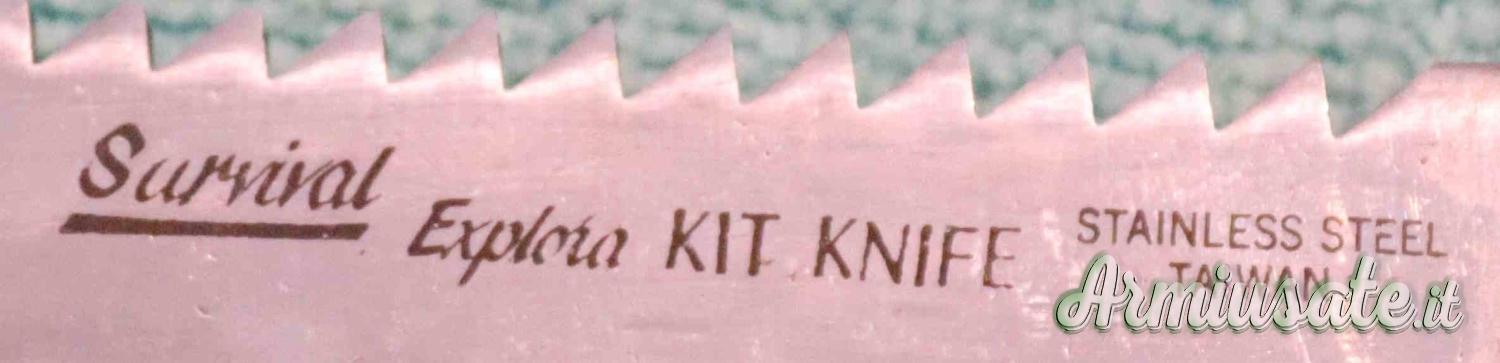 Survival Explora KIT KNIFE STAINLESS STEEL
TAIWAN
Armiusate.it